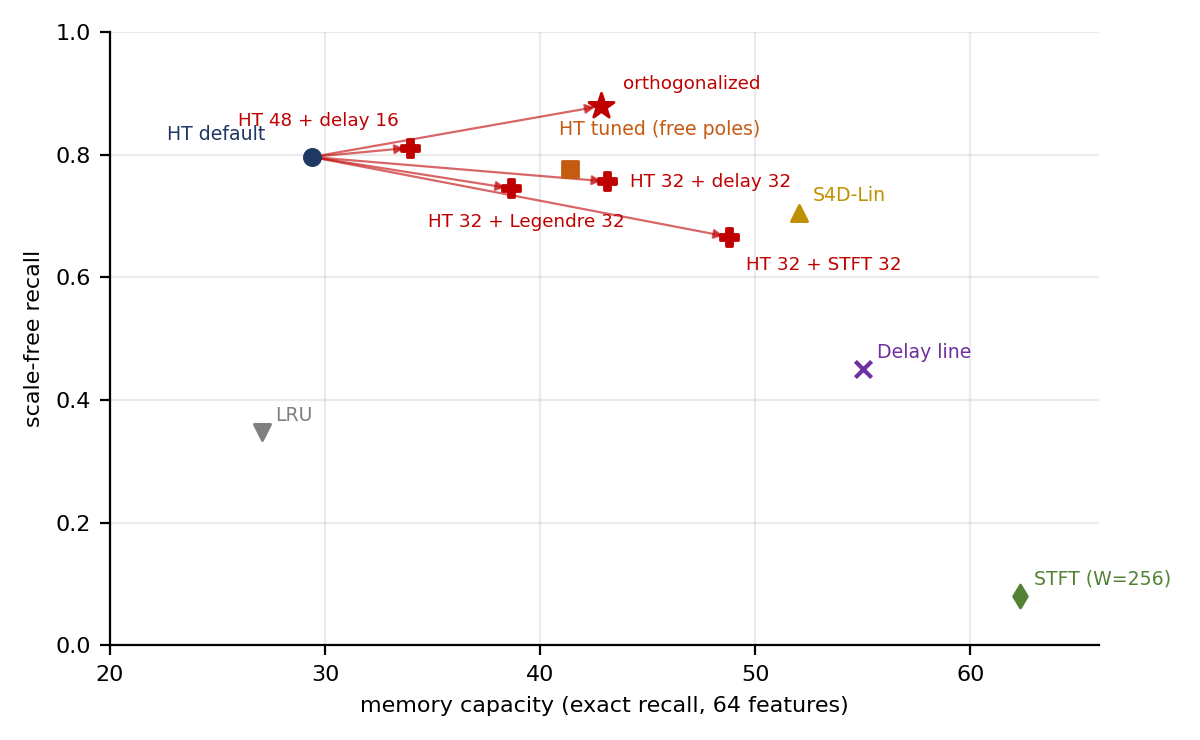 1.0
orthogonalized
HT 48 + delay 16
HT default
HT tuned (free poles)
0.8
HT 32 + delay 32
S4D-Lin
HT 32 + Legendre 32
HT 32 + STFT 32
0.6
scale-free recall
Delay line
0.4
LRU
0.2
STFT (W=256)
0.0
20 30 40 50 60
memory capacity (exact recall, 64 features)